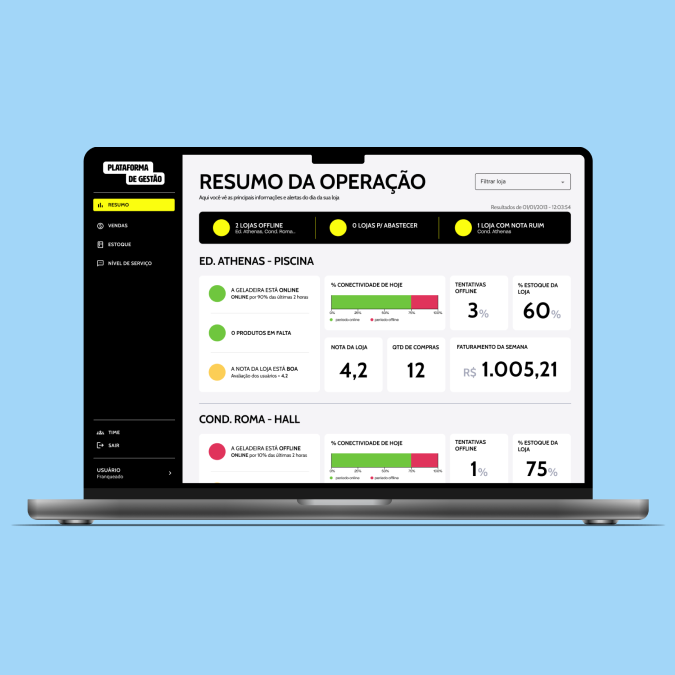 PLATAFORMA
DE GESTÃO
RESUMO
VENDAS
ESTOQUE
NÍVEL DE SERVIÇO
TIME
SAIR
USUÁRIO
Franqueado
RESUMO DA OPERAÇÃO
Aqui você vê as principais informações e alertas do dia da sua loja
Filtrar loja
Resultados de 01/01/2013 - 12:03:54
2 LOJAS OFFLINE
Ed. Athenas, Cond. Roma...
0 LOJAS P/ ABASTECER
1 LOJA COM NOTA RUIM
Cond. Athenas
ED. ATHENAS - PISCINA
A GELADEIRA ESTÁ ONLINE
ONLINE por 90% das últimas 2 horas
0 PRODUTOS EM FALTA
A NOTA DA LOJA ESTÁ BOA
Avaliação dos usuários = 4,2
% CONECTIVIDADE DE HOJE
0% 25% 50% 75% 100%
período online período offline
TENTATIVAS
OFFLINE
3%
% ESTOQUE DA
LOJA
60%
NOTA DA LOJA
4,2
QTD DE COMPRAS
12
FATURAMENTO DA SEMANA
R$ 1.005,21
COND. ROMA - HALL
A GELADEIRA ESTÁ OFFLINE
ONLINE por 10% das últimas 2 horas
% CONECTIVIDADE DE HOJE
0% 25% 50% 75% 100%
período online período offline
TENTATIVAS
OFFLINE
1%
% ESTOQUE DA
LOJA
75%